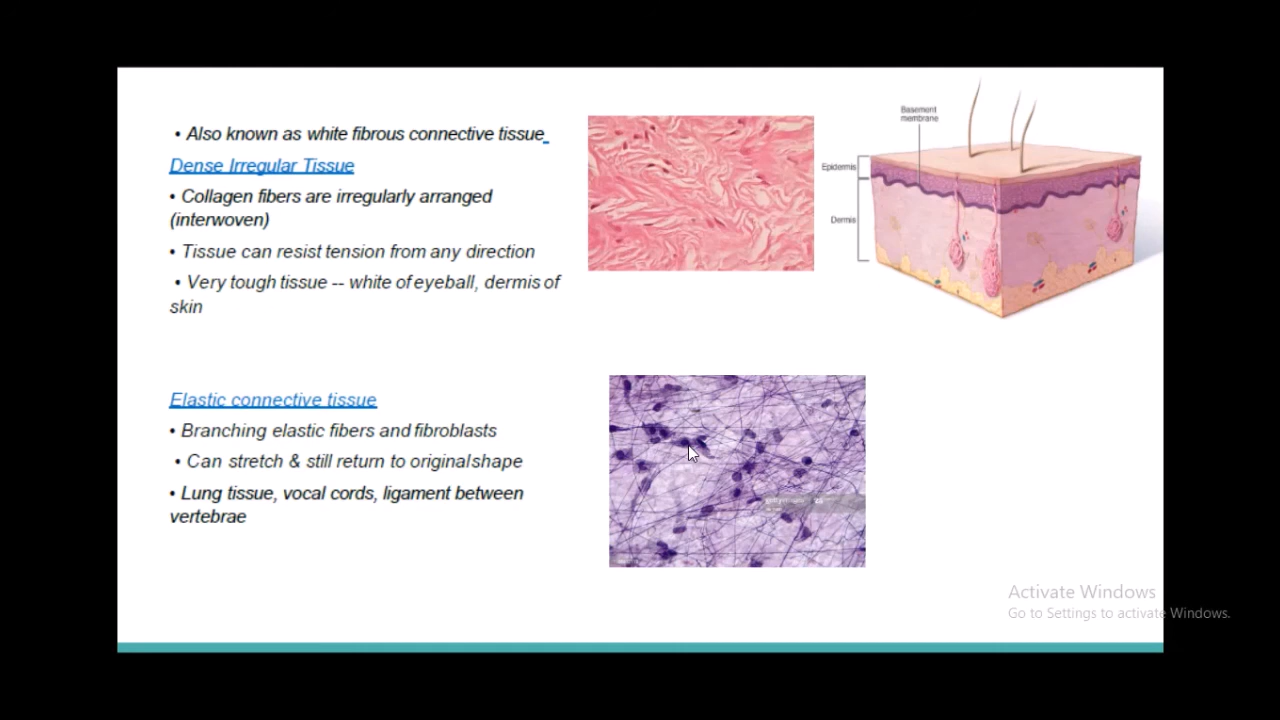 • Also known as white fibrous connective tissue
Dense Irregular Tissue
• Collagen fibers are irregularly arranged
(interwoven)
• Tissue can resist tension from any direction
• Very tough tissue -- white of eyeball, dermis of
skin
Basement
membrane
Epidermis
Dermis
Elastic connective tissue
• Branching elastic fibers and fibroblasts
• Can stretch & still return to original shape
• Lung tissue, vocal cords, ligament between
vertebrae
Activate Windows
Go to Settings to activate Windows.